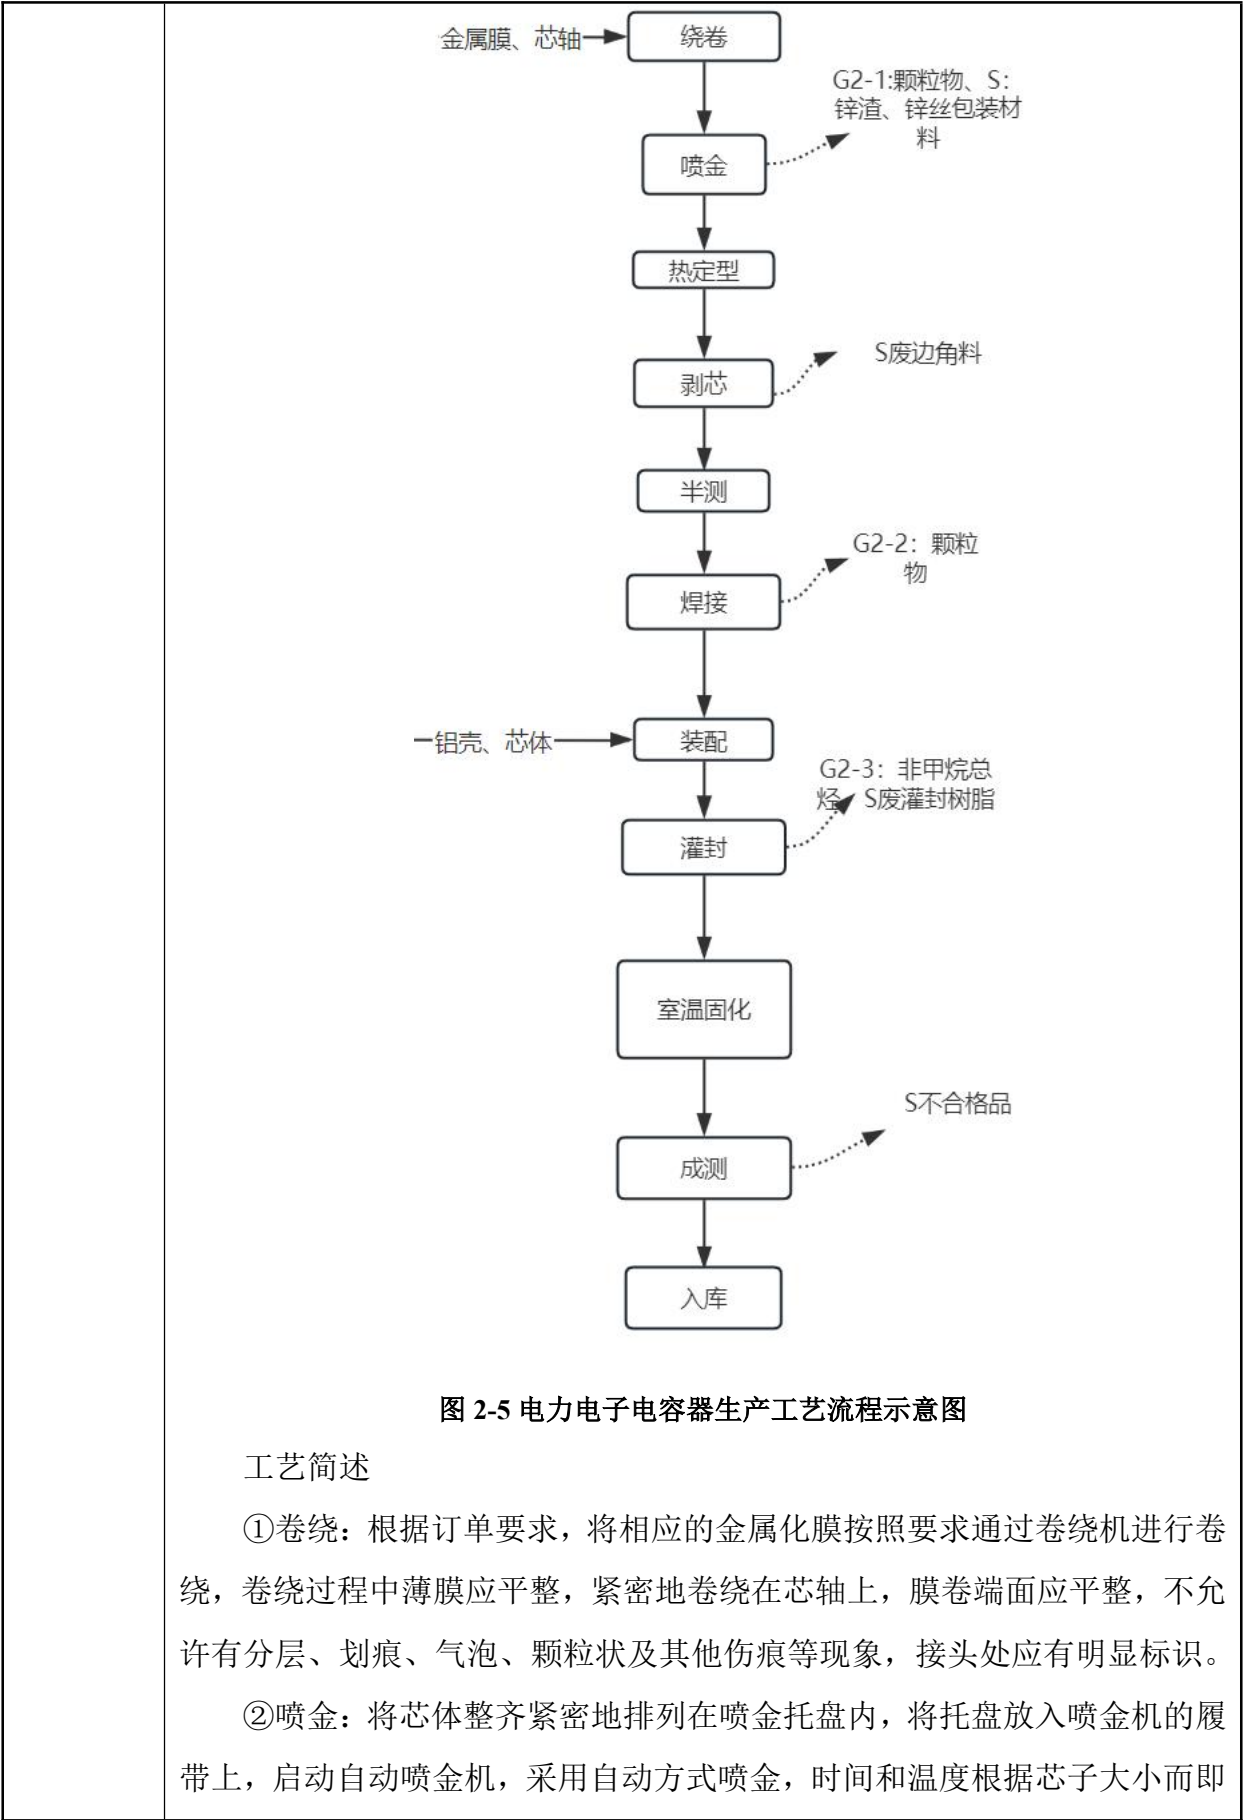 金属膜、芯轴
绕卷
G2-1:颗粒物、S：
锌渣、锌丝包装材
料
喷金
热定型
S废边角料
剥芯
半测
G2-2：颗粒
物
焊接
铝壳、芯体
装配
G2-3：非甲烷总
烃、S废灌封树脂
灌封
室温固化
S不合格品
成测
入库
图 2-5 电力电子电容器生产工艺流程示意图
工艺简述
①卷绕：根据订单要求，将相应的金属化膜按照要求通过卷绕机进行卷
绕，卷绕过程中薄膜应平整，紧密地卷绕在芯轴上，膜卷端面应平整，不允
许有分层、划痕、气泡、颗粒状及其他伤痕等现象，接头处应有明显标识。
②喷金：将芯体整齐紧密地排列在喷金托盘内，将托盘放入喷金机的履
带上，启动自动喷金机，采用自动方式喷金，时间和温度根据芯子大小而即